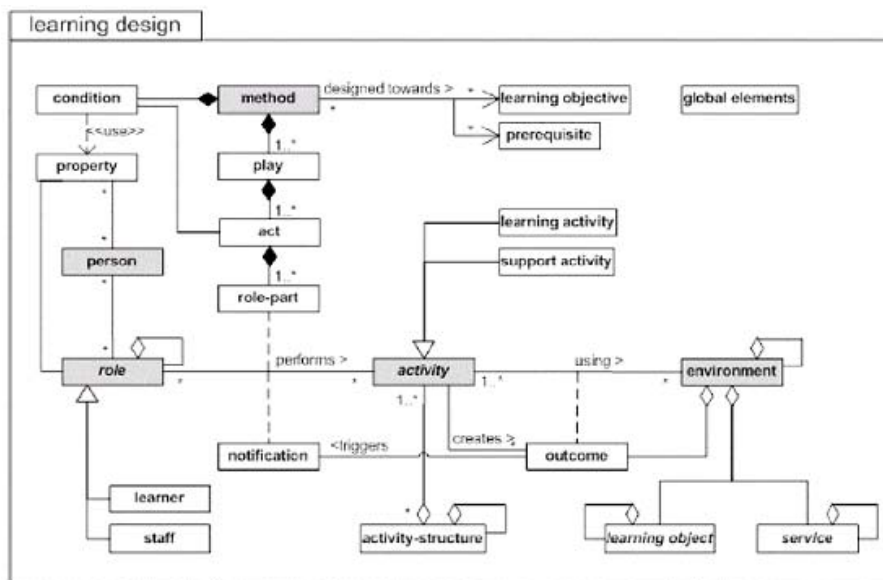 learning design
condition
method
designed towards >
*
*
learning objective
global elements
<<use>>
*
prerequisite
1..*
property
play
*
1..*
learning activity
act
*
person
support activity
*
1..*
role-part
*
performs >
using >
role
activity
environment
*
*
1..*
*
1..*
notification
<triggers
creates >
*
outcome
learner
*
staff
activity-structure
learning object
service